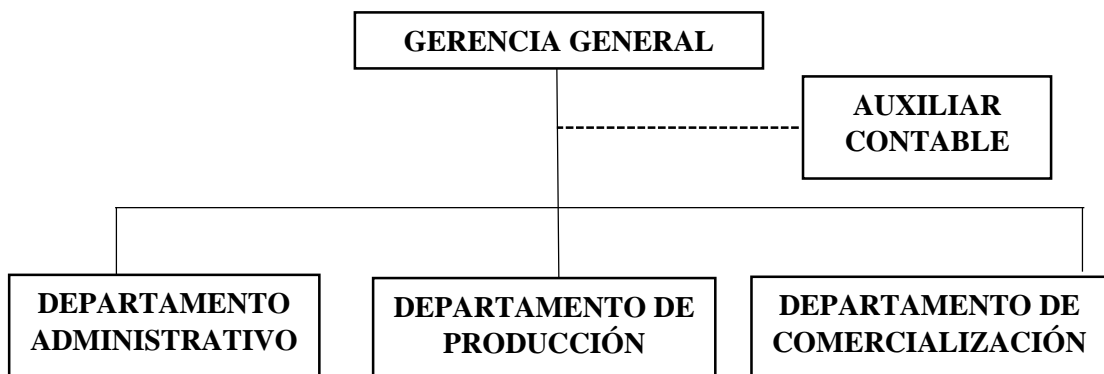 GERENCIA GENERAL
AUXILIAR
CONTABLE
DEPARTAMENTO
ADMINISTRATIVO
DEPARTAMENTO DE
PRODUCCIÓN
DEPARTAMENTO DE
COMERCIALIZACIÓN